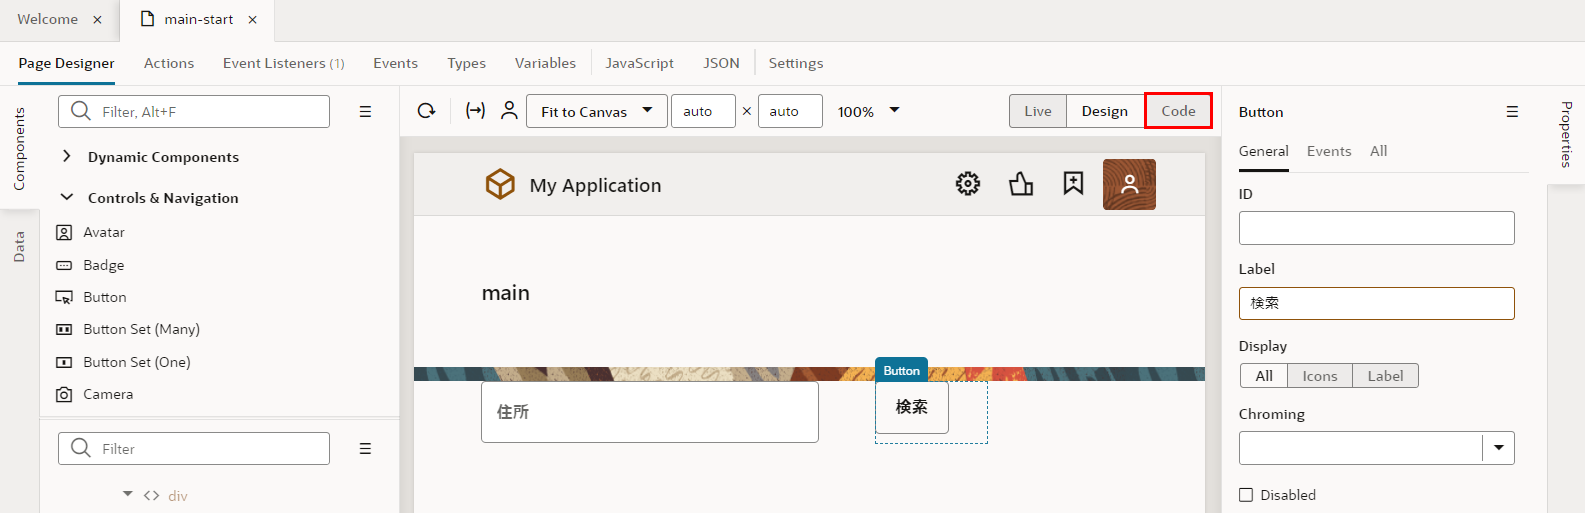 Welcome × main-start ×
Page Designer Actions Event Listeners (1) Events Types Variables JavaScript JSON Settings
Components
Data
Filter, Alt+F
Dynamic Components
Controls & Navigation
Avatar
Badge
Button
Button Set (Many)
Button Set (One)
Camera
Filter
div
Fit to Canvas auto × auto 100% Live Design Code
My Application
main
Button
住所
検索
Button
General Events All
ID
Label
検索
Display
All Icons Label
Chroming
Disabled
Properties